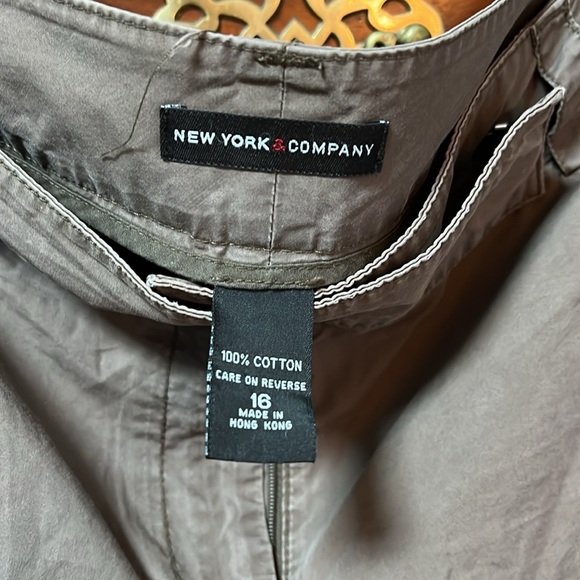 NEW YORK & COMPANY
100% COTTON
CARE ON REVERSE
16
MADE IN
HONG KONG